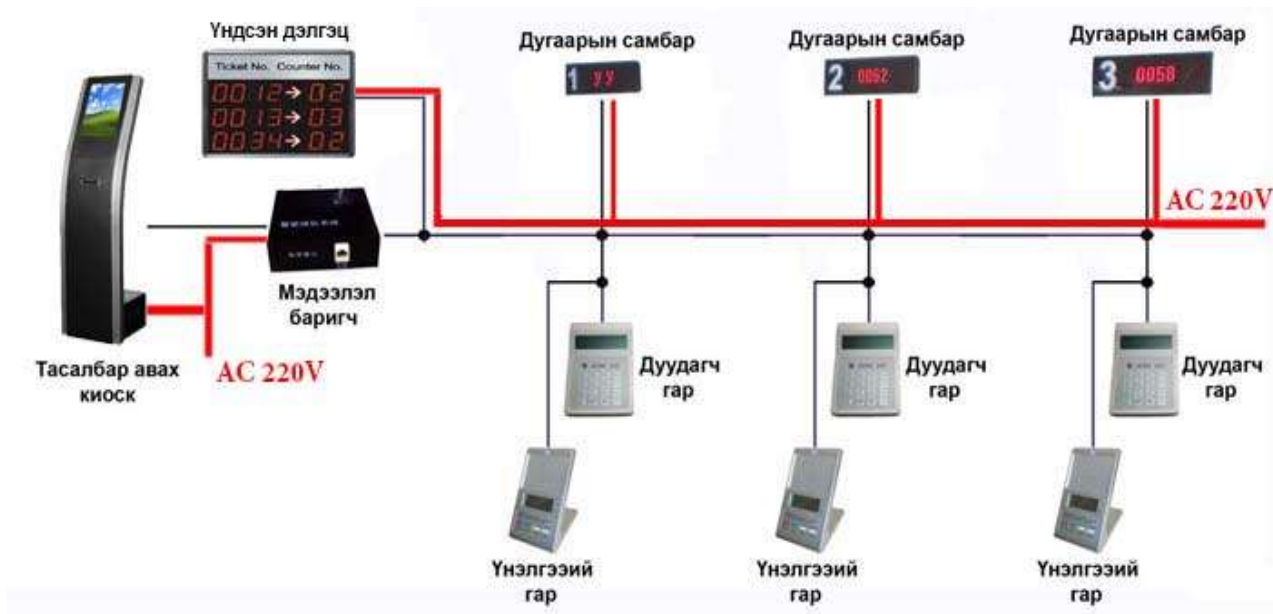 Үндсэн дэлгэц
Ticket No. Counter No.
0012→02
0013→03
0034→02
Дугаарын самбар
1 УУ
Дугаарын самбар
2 0062
Дугаарын самбар
3 0058
AC 220V
Мэдээлэл
баригч
Тасалбар авах
киоск
AC 220V
Дуудагч
гар
Дуудагч
гар
Дуудагч
гар
Үнэлгээий
гар
Үнэлгээий
гар
Үнэлгээий
гар